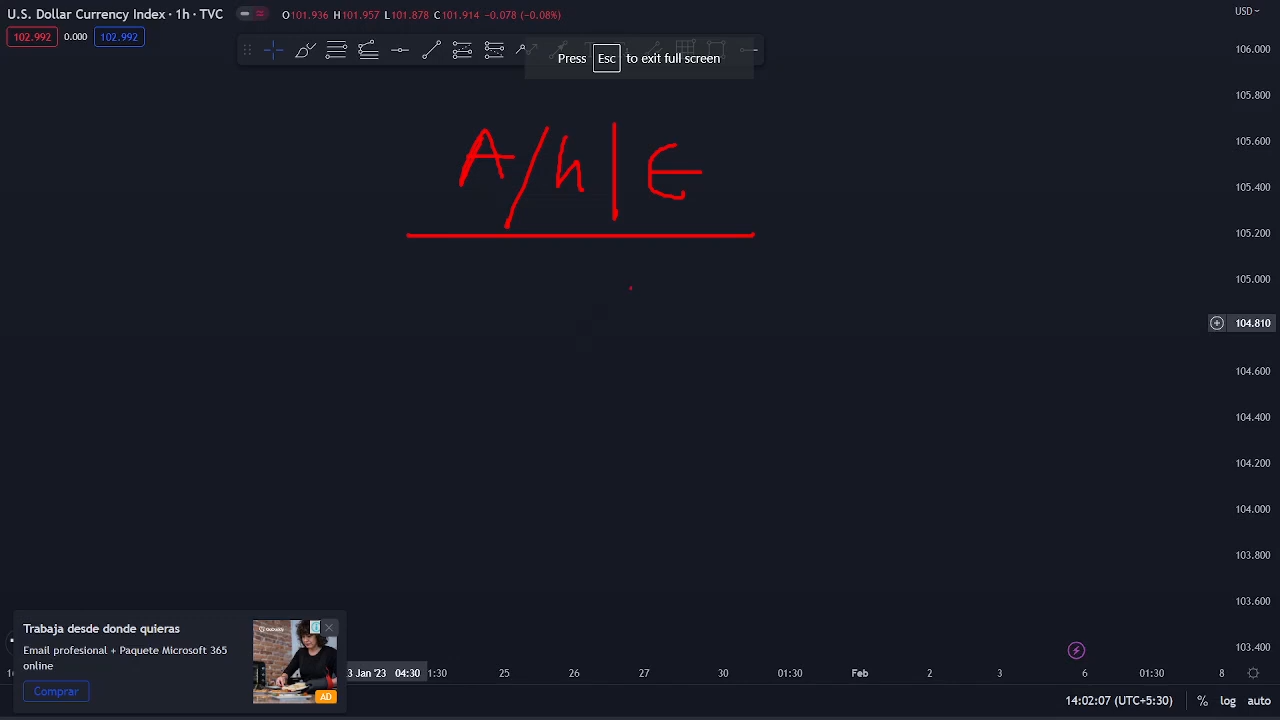 U.S. Dollar Currency Index · 1h · TVC O101.936 H101.957 L101.878 C101.914 -0.078 (-0.08%) USD
102.992 0.000 102.992
Press Esc to exit full screen
A/h|E
106.000
105.800
105.600
105.400
105.200
105.000
104.810
104.600
104.400
104.200
104.000
103.800
103.600
103.400
Trabaja desde donde quieras
Email profesional + Paquete Microsoft 365
online
Comprar
AD
3 Jan '23 04:30 1:30 25 26 27 30 01:30 Feb 2 3 6 01:30 8
14:02:07 (UTC+5:30) % log auto